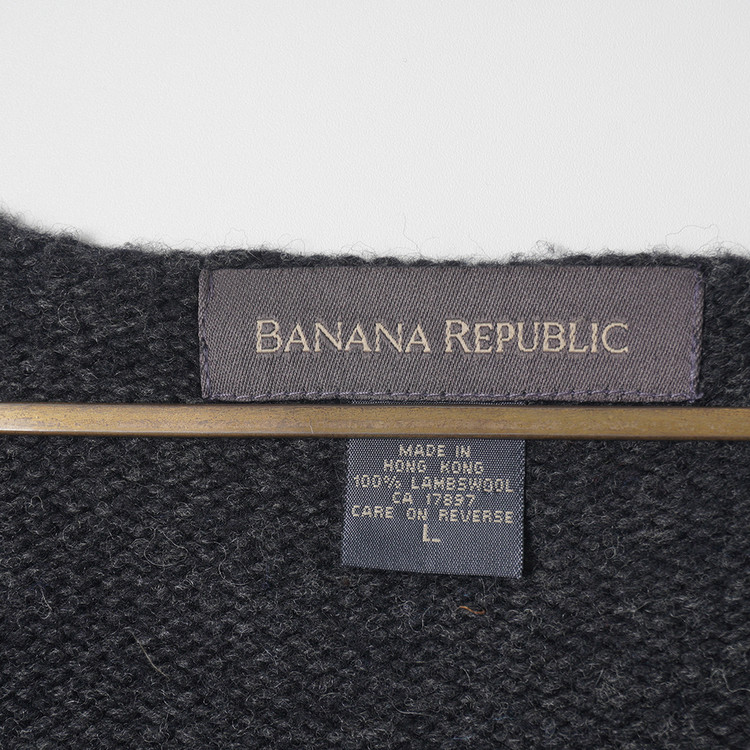 BANANA REPUBLIC
MADE IN
HONG KONG
100% LAMBSWOOL
CA 17897
CARE ON REVERSE
L